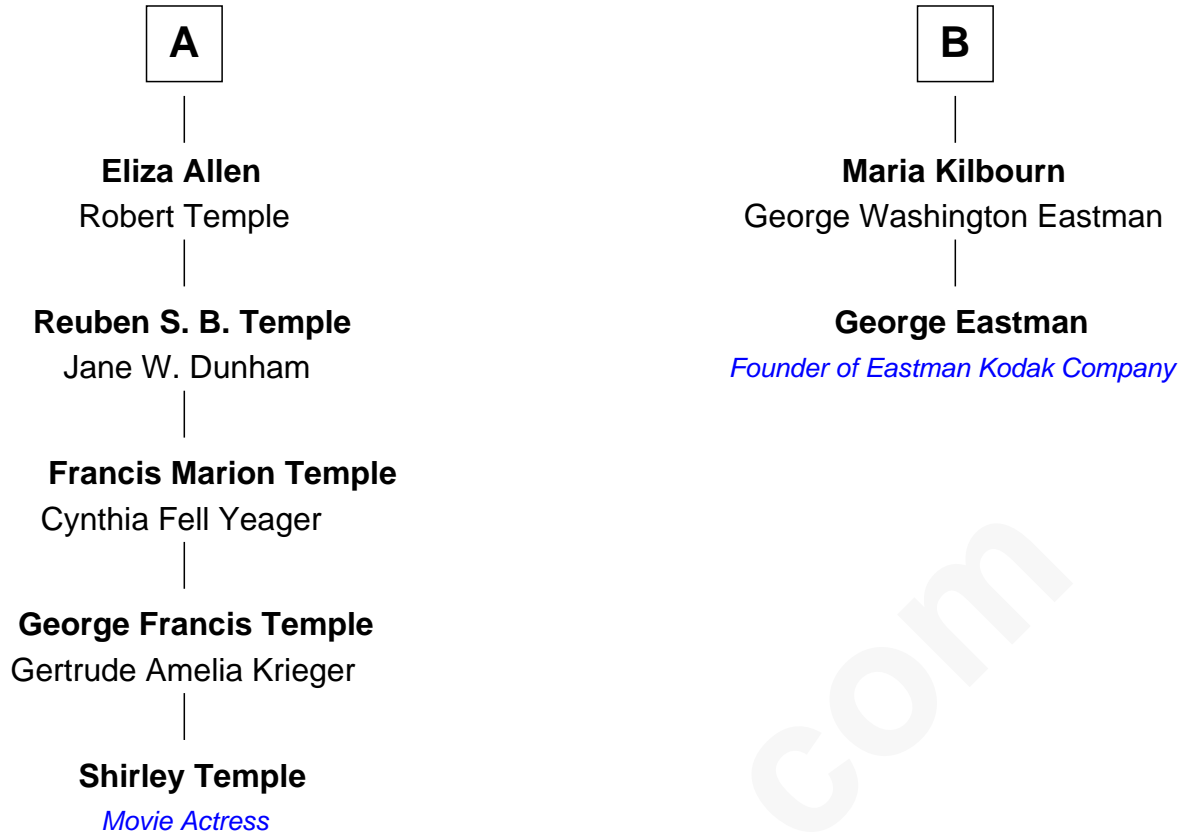 A
Eliza Allen
Robert Temple
Reuben S. B. Temple
Jane W. Dunham
Francis Marion Temple
Cynthia Fell Yeager
George Francis Temple
Gertrude Amelia Krieger
Shirley Temple
Movie Actress
B
Maria Kilbourn
George Washington Eastman
George Eastman
Founder of Eastman Kodak Company
com